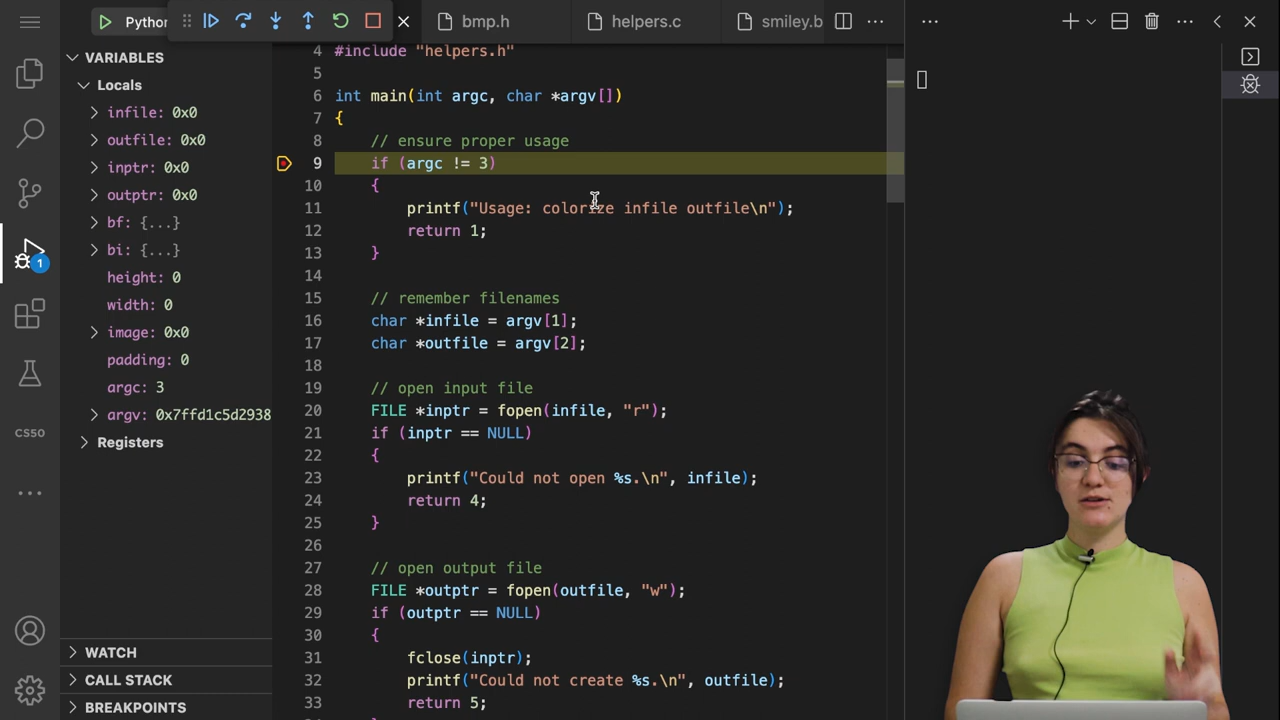 Python
bmp.h
helpers.c
smiley.b
VARIABLES
Locals
infile: 0x0
outfile: 0x0
inptr: 0x0
outptr: 0x0
bf: {...}
bi: {...}
height: 0
width: 0
image: 0x0
padding: 0
argc: 3
argv: 0x7ffd1c5d2938
Registers
1
CS50
WATCH
CALL STACK
BREAKPOINTS
4 #include "helpers.h"
5
6 int main(int argc, char *argv[])
7 {
8 // ensure proper usage
9 if (argc != 3)
10 {
11 printf("Usage: colorize infile outfile\n");
12 return 1;
13 }
14
15 // remember filenames
16 char *infile = argv[1];
17 char *outfile = argv[2];
18
19 // open input file
20 FILE *inptr = fopen(infile, "r");
21 if (inptr == NULL)
22 {
23 printf("Could not open %s.\n", infile);
24 return 4;
25 }
26
27 // open output file
28 FILE *outptr = fopen(outfile, "w");
29 if (outptr == NULL)
30 {
31 fclose(inptr);
32 printf("Could not create %s.\n", outfile);
33 return 5;